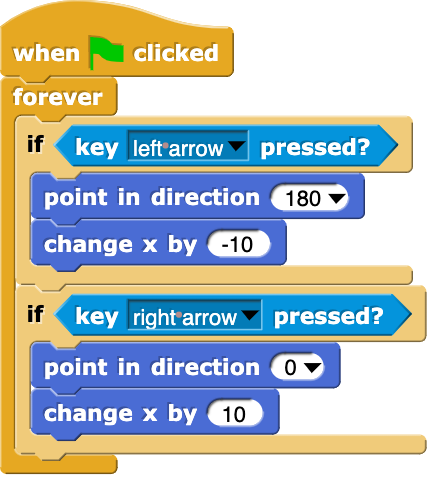 when clicked
forever
if key left arrow pressed?
point in direction 180
change x by -10
if key right arrow pressed?
point in direction 0
change x by 10